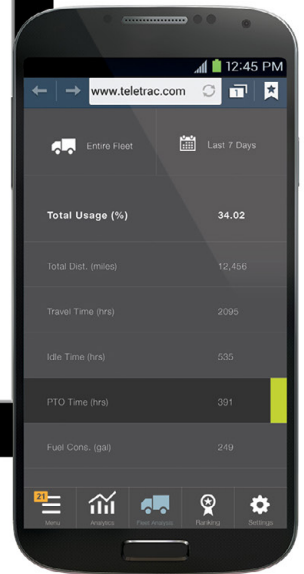 12:45 PM
www.teletrac.com
1
Entire Fleet
Last 7 Days
Total Usage (%) 34.02
Total Dist. (miles) 12,456
Travel Time (hrs) 2095
Idle Time (hrs) 535
PTO Time (hrs) 391
Fuel Cons. (gal) 249
21
Menu Analytics Fleet Analysis Ranking Settings